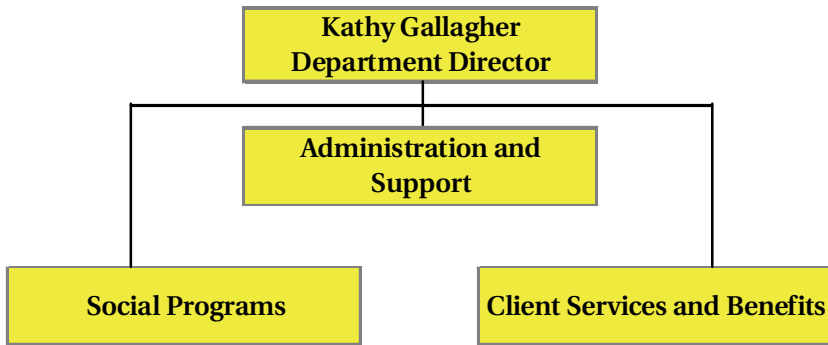 Kathy Gallagher
Department Director
Administration and
Support
Social Programs
Client Services and Benefits